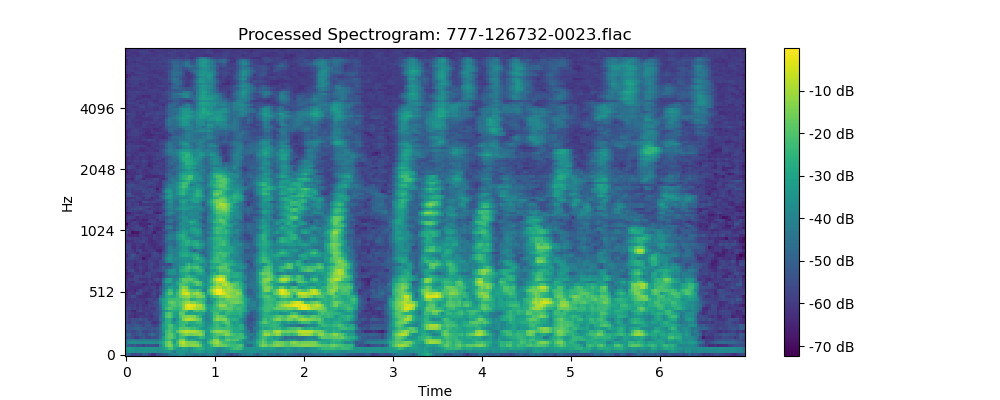 Processed Spectrogram: 777-126732-0023.flac
Hz
4096
2048
1024
512
0
0 1 2 3 4 5 6
Time
-10 dB
-20 dB
-30 dB
-40 dB
-50 dB
-60 dB
-70 dB